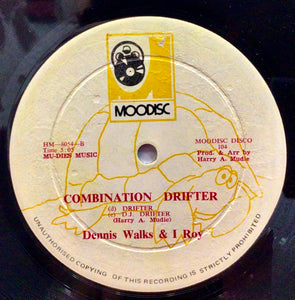 MOODISC
HM—8054—B
Time 5:05
MU-DIES MUSIC
MOODISC DISCO
104
Prod. & Arr by
Harry A. Mudie
COMBINATION DRIFTER
(d) DRIFTER
(e) D.J. DRIFTER
(Harry A. Mudie)
Dennis Walks & I Roy
UNAUTHORISED COPYING OF THIS RECORDING IS STRICTLY PROHIBITED